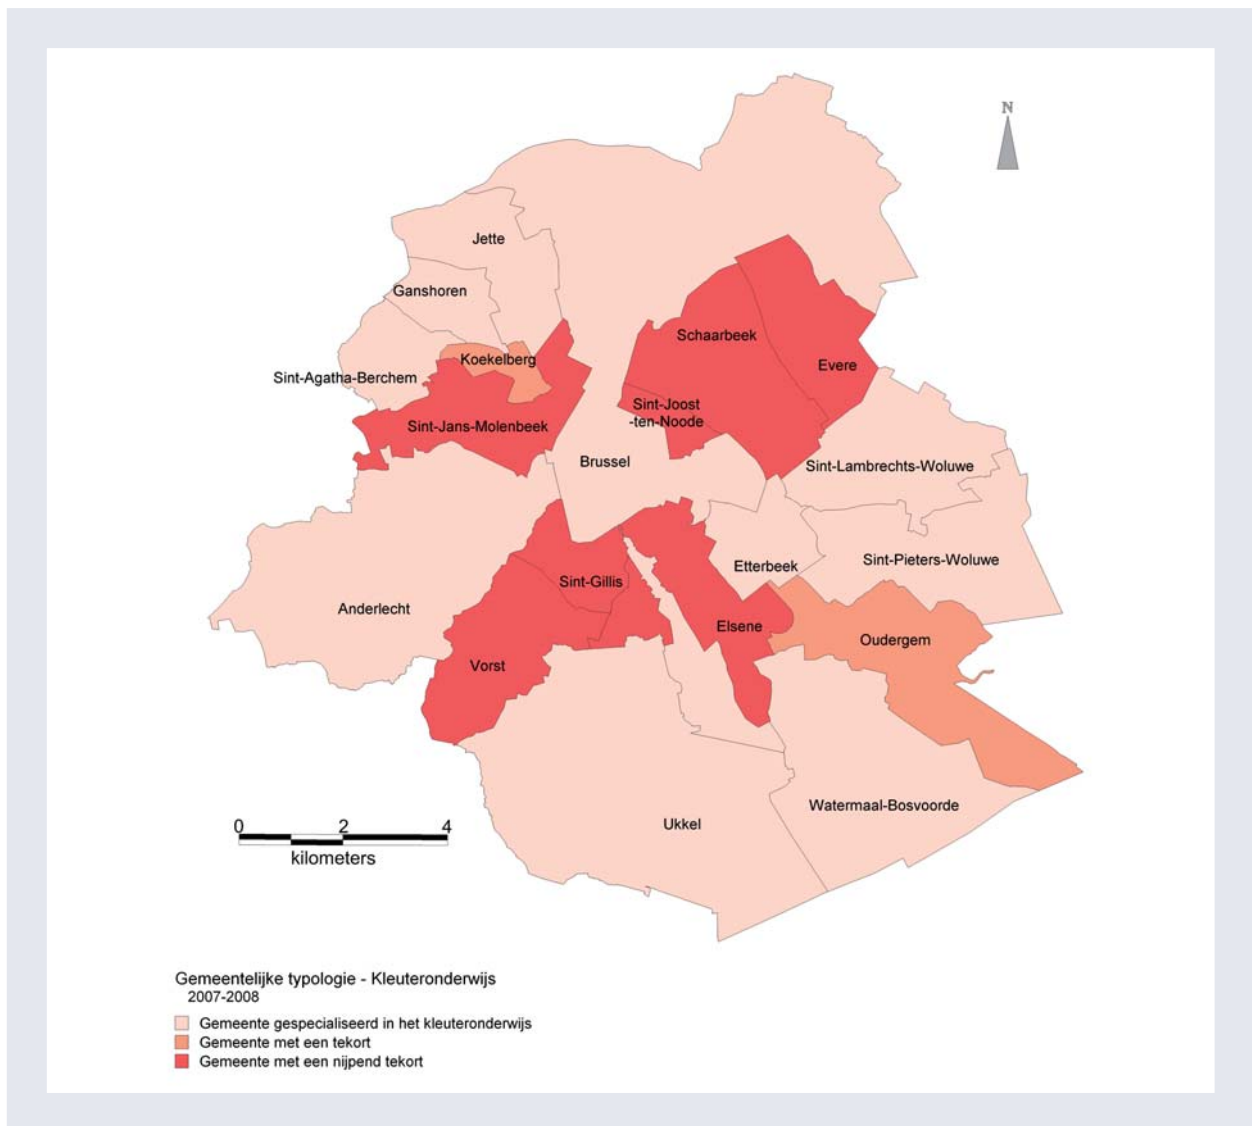 N
Jette
Ganshoren
Schaarbeek
Koekelberg
Evere
Sint-Agatha-Berchem
Sint-Joost
-ten-Noode
Sint-Jans-Molenbeek
Brussel
Sint-Lambrechts-Woluwe
Etterbeek
Sint-Pieters-Woluwe
Sint-Gillis
Anderlecht
Elsene
Oudergem
Vorst
Watermaal-Bosvoorde
Ukkel
0 2 4
kilometers
Gemeentelijke typologie - Kleuteronderwijs
2007-2008
Gemeente gespecialiseerd in het kleuteronderwijs
Gemeente met een tekort
Gemeente met een nijpend tekort